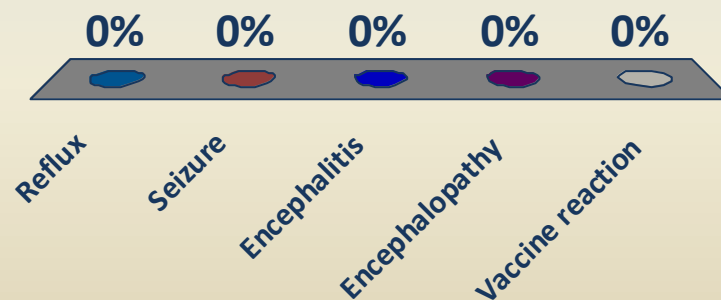 0% 0% 0% 0% 0%
Reflux
Seizure
Encephalitis
Encephalopathy
Vaccine reaction